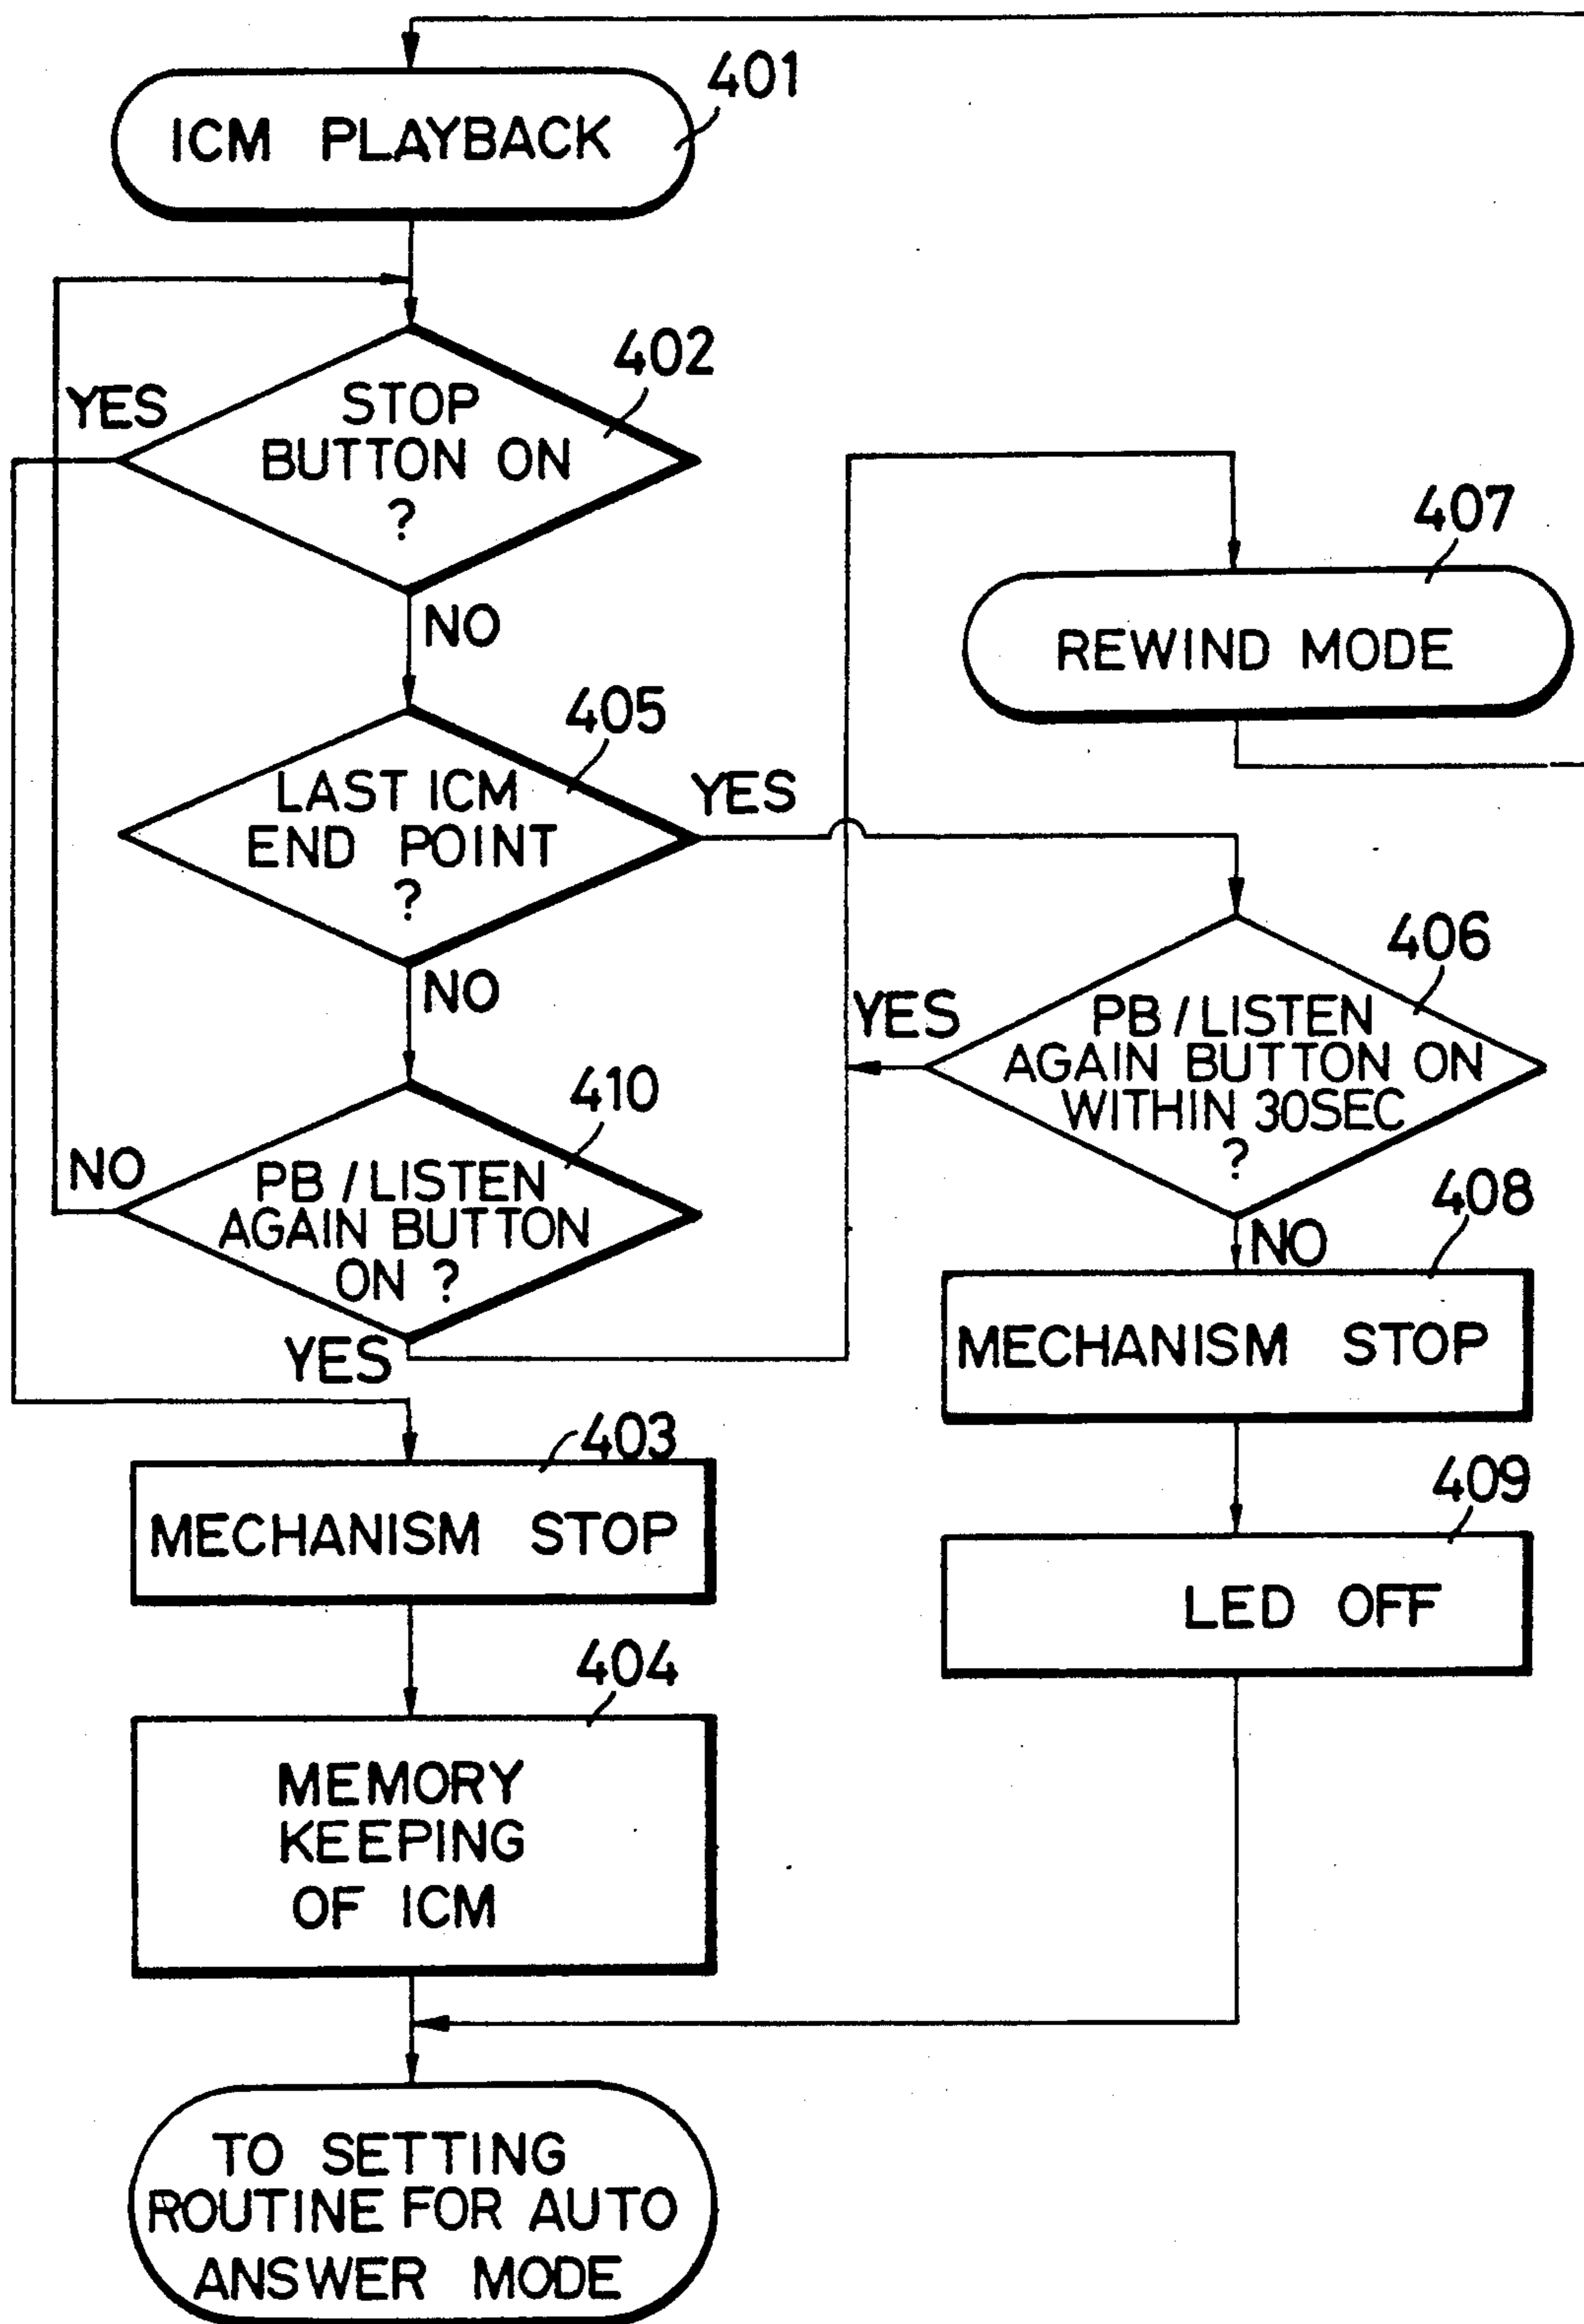 401
ICM PLAYBACK
402
YES
STOP
BUTTON ON
?
NO
407
REWIND MODE
405
LAST ICM
END POINT
?
YES
NO
406
YES
PB / LISTEN
AGAIN BUTTON ON
WITHIN 30SEC
?
NO
410
NO
PB / LISTEN
AGAIN BUTTON
ON ?
YES
408
MECHANISM STOP
403
MECHANISM STOP
409
LED OFF
404
MEMORY
KEEPING
OF ICM
TO SETTING
ROUTINE FOR AUTO
ANSWER MODE